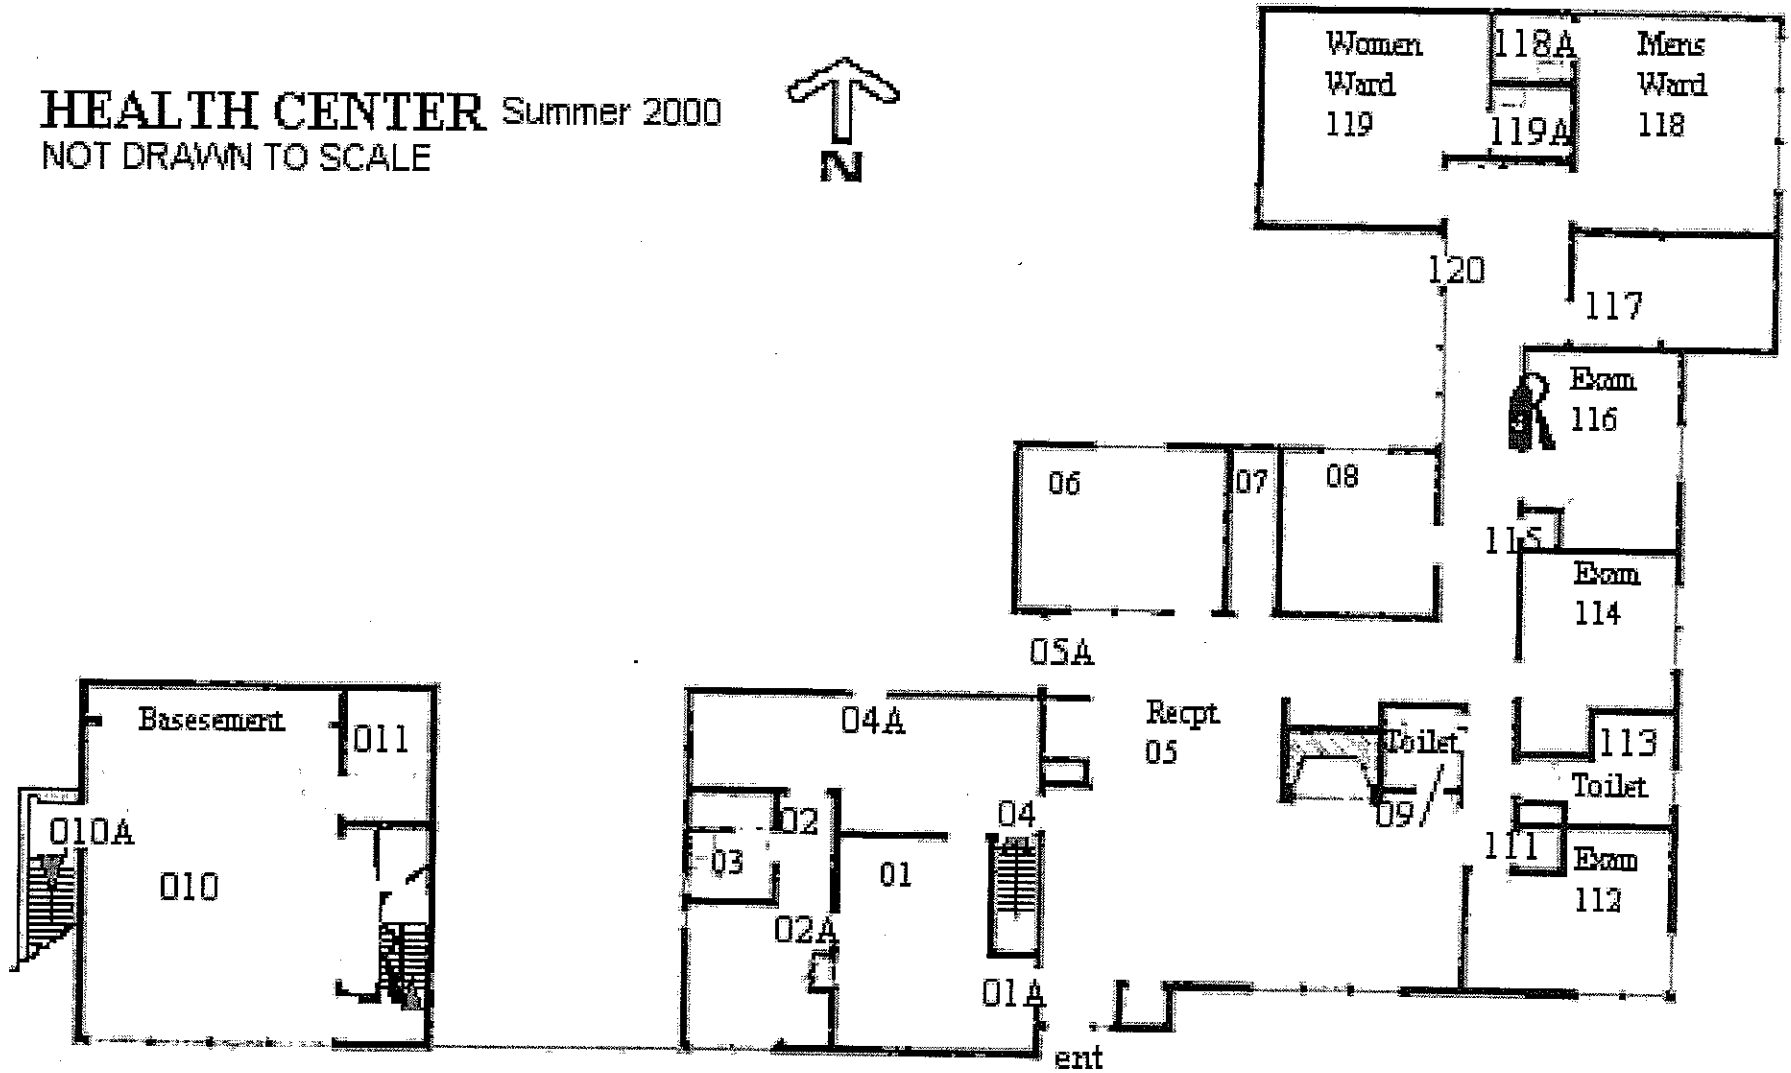 HEALTH CENTER Summer 2000
NOT DRAWN TO SCALE
N
Women
Ward
119
118A
119A
Mens
Ward
118
120
117
Exam
116
06
07
08
115
Exam
114
05A
Recpt
05
Toilet
09
113
Toilet
111
Exam
112
Basesement
011
010A
010
04A
02
03
04
01
02A
01A
ent